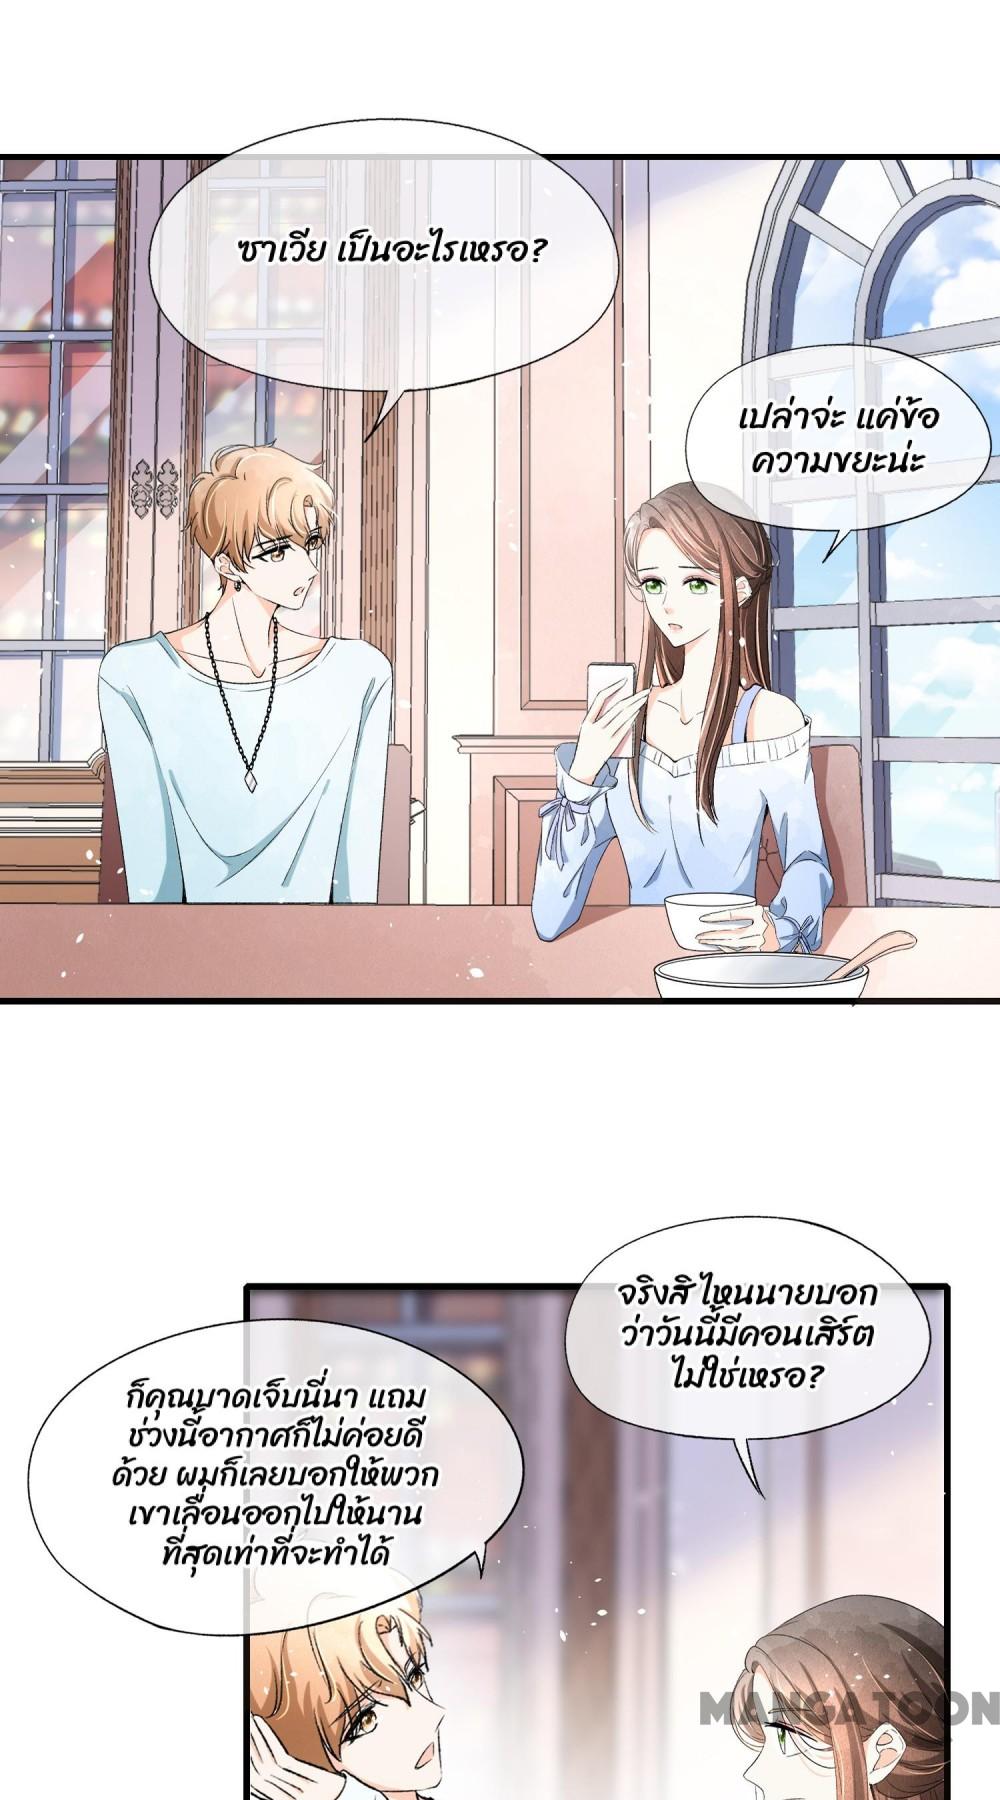 ซาเวีย เป็นอะไรเหรอ?
เปล่าจ่ะ แค่ข้อ
ความขยะน่ะ
จริงสิ ไหนนายบอก
ว่าวันนี้มีคอนเสิร์ต
ไม่ใช่เหรอ?
ก็คุณบาดเจ็บนี่นา แถม
ช่วงนี้อากาศก็ไม่ค่อยดี
ด้วย ผมก็เลยบอกให้พวก
เขาเลื่อนออกไปให้นาน
ที่สุดเท่าที่จะทำได้
MANGATOON